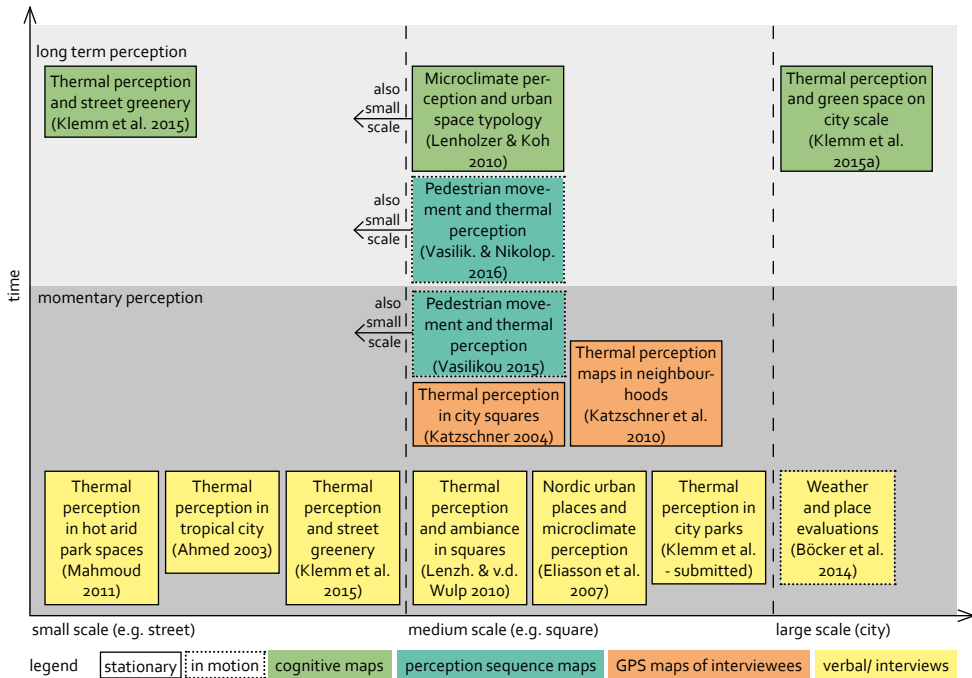 long term perception
Thermal perception
and street greenery
(Klemm et al. 2015)
also
small
scale
Microclimate per-
ception and urban
space typology
(Lenholzer & Koh
2010)
Thermal perception
and green space on
city scale
(Klemm et al.
2015a)
also
small
scale
Pedestrian move-
ment and thermal
perception
(Vasilik. & Nikolop.
2016)
time
momentary perception
also
small
scale
Pedestrian move-
ment and thermal
perception
(Vasilikou 2015)
Thermal perception
in city squares
(Katzschner 2004)
Thermal perception
maps in neighbour-
hoods
(Katzschner et al.
2010)
Thermal
perception
in hot arid
park spaces
(Mahmoud
2011)
Thermal
perception in
tropical city
(Ahmed 2003)
Thermal
perception
and street
greenery
(Klemm et al.
2015)
Thermal
perception
and ambiance
in squares
(Lenzh. & v.d.
Wulp 2010)
Nordic urban
places and
microclimate
perception
(Eliasson et al.
2007)
Thermal
perception in
city parks
(Klemm et al.
- submitted)
Weather
and place
evaluations
(Böcker et al.
2014)
small scale (e.g. street)
medium scale (e.g. square)
large scale (city)
legend
stationary
in motion
cognitive maps
perception sequence maps
GPS maps of interviewees
verbal/ interviews